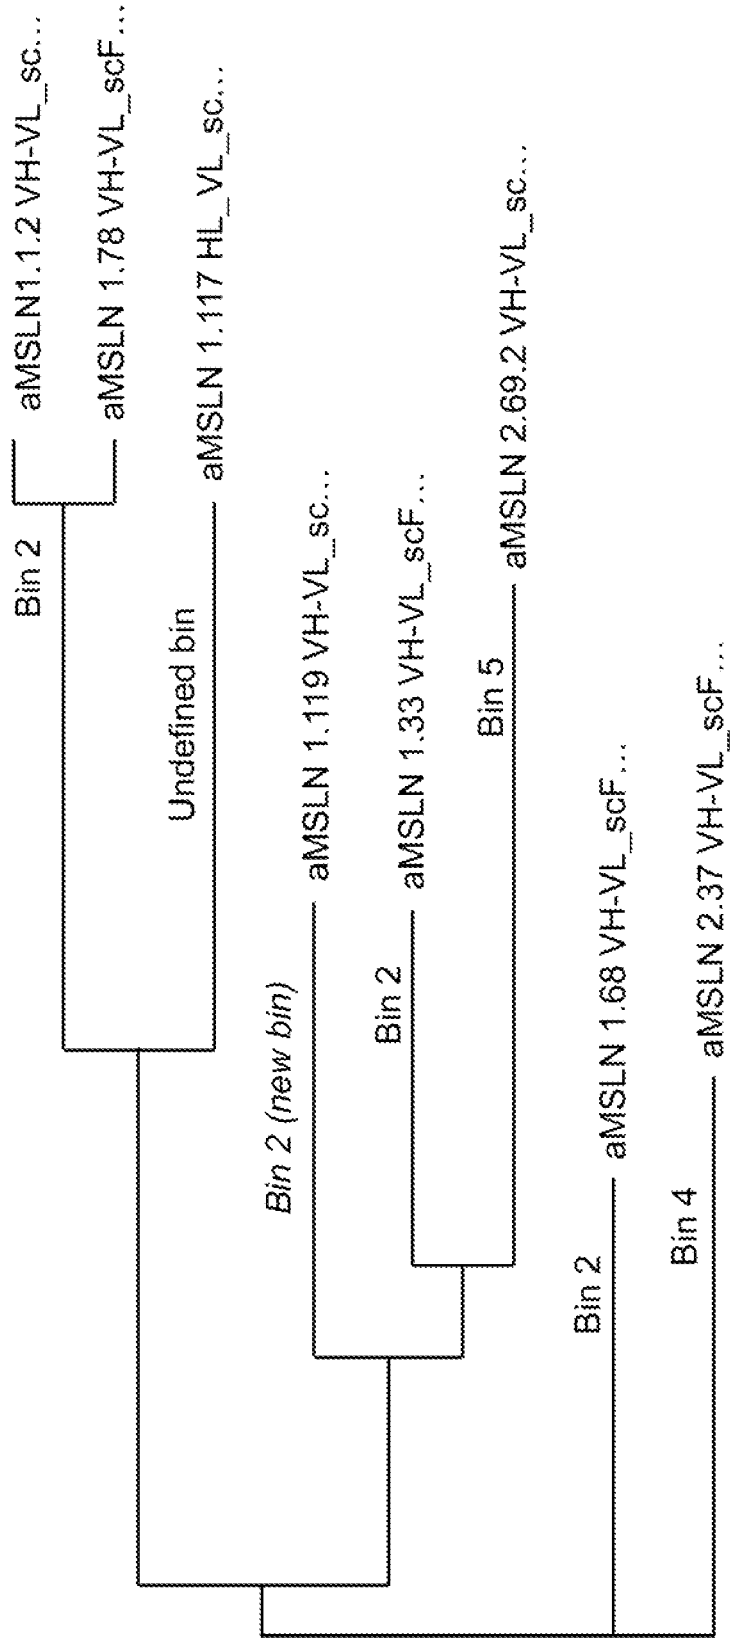 aMSLN1.1.2 VH-VL_sc...
Bin 2
aMSLN 1.78 VH-VL_scF...
Undefined bin
aMSLN 1.117 HL_VL_sc...
Bin 2 (new bin)
aMSLN 1.119 VH-VL_sc...
Bin 2
aMSLN 1.33 VH-VL_scF...
Bin 5
aMSLN 2.69.2 VH-VL_sc...
Bin 2
aMSLN 1.68 VH-VL_scF...
Bin 4
aMSLN 2.37 VH-VL_scF...